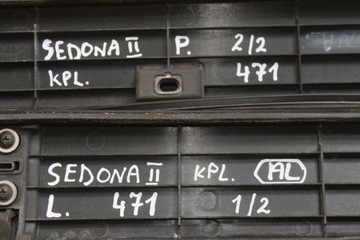 SEDONA II P. 2/2
KPL. 471
SEDONA II KPL. AL
L. 471 1/2